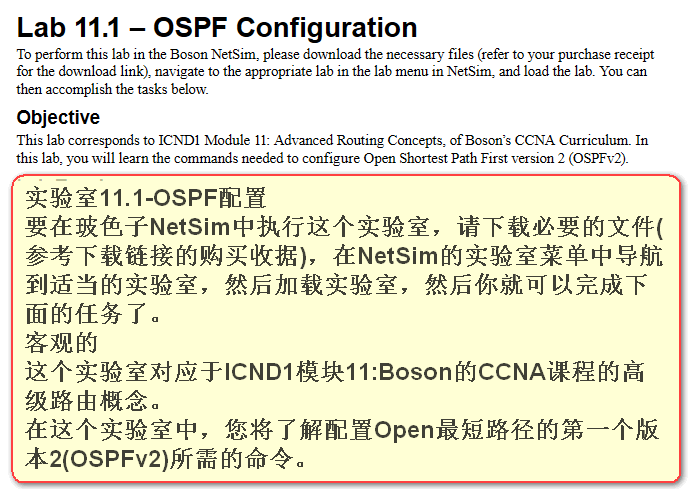 Lab 11.1 – OSPF Configuration
To perform this lab in the Boson NetSim, please download the necessary files (refer to your purchase receipt
for the download link), navigate to the appropriate lab in the lab menu in NetSim, and load the lab. You can
then accomplish the tasks below.
Objective
This lab corresponds to ICND1 Module 11: Advanced Routing Concepts, of Boson’s CCNA Curriculum. In
this lab, you will learn the commands needed to configure Open Shortest Path First version 2 (OSPFv2).
实验室11.1-OSPF配置
要在玻色子NetSim中执行这个实验室，请下载必要的文件(
参考下载链接的购买收据)，在NetSim的实验室菜单中导航
到适当的实验室，然后加载实验室，然后你就可以完成下
面的任务了。
客观的
这个实验室对应于ICND1模块11:Boson的CCNA课程的高
级路由概念。
在这个实验室中，您将了解配置Open最短路径的第一个版
本2(OSPFv2)所需的命令。